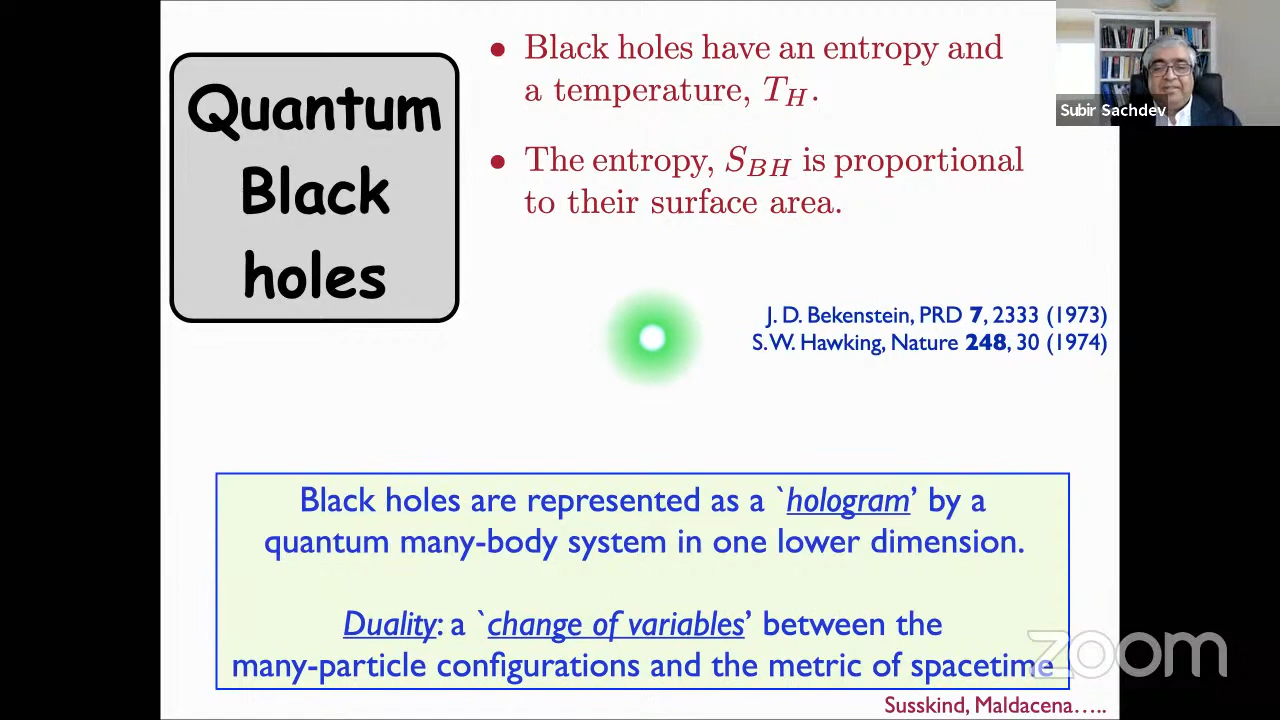 Quantum
Black
holes
• Black holes have an entropy and
a temperature, T_H.
• The entropy, S_BH is proportional
to their surface area.
Subir Sachdev
J. D. Bekenstein, PRD 7, 2333 (1973)
S.W. Hawking, Nature 248, 30 (1974)
Black holes are represented as a `hologram’ by a
quantum many-body system in one lower dimension.
Duality: a `change of variables’ between the
many-particle configurations and the metric of spacetime
zoom
Susskind, Maldacena…..